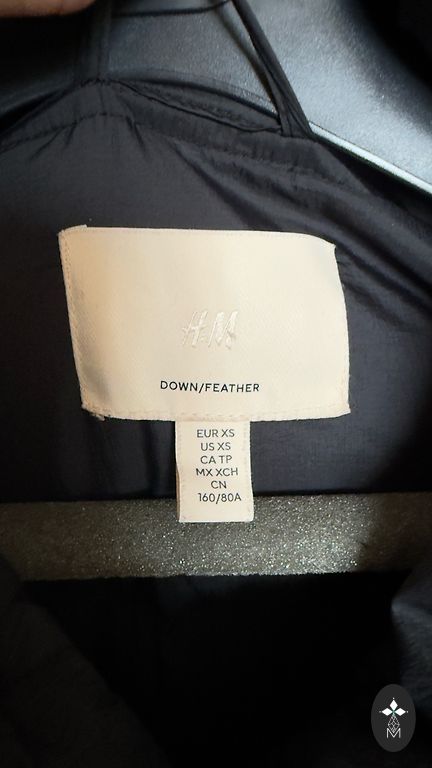 H&M
DOWN/FEATHER
EUR XS
US XS
CA TP
MX XCH
CN
160/80A
M